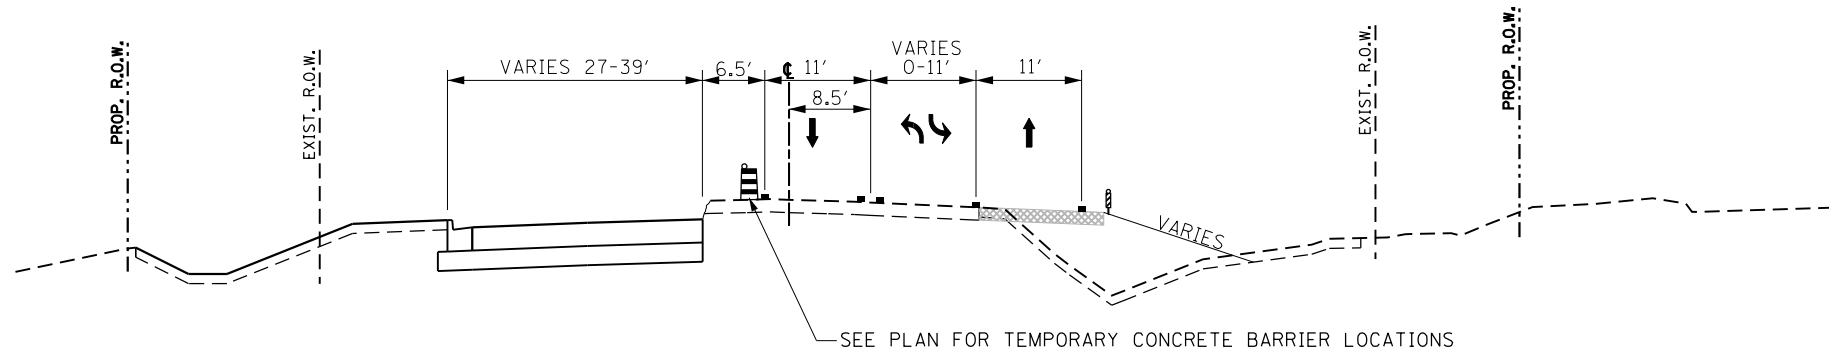 PROP. R.O.W.
EXIST. R.O.W.
VARIES 27-39'
6.5'
℄
11'
8.5'
VARIES
0-11'
11'
VARIES
EXIST. R.O.W.
PROP. R.O.W.
SEE PLAN FOR TEMPORARY CONCRETE BARRIER LOCATIONS